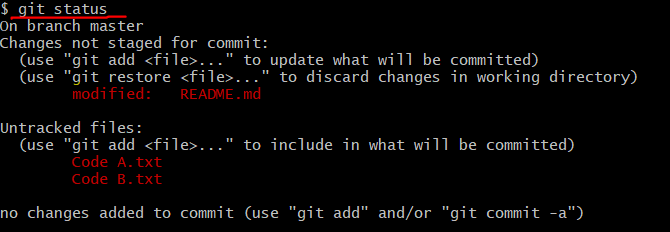 $ git status
On branch master
Changes not staged for commit:
  (use "git add <file>..." to update what will be committed)
  (use "git restore <file>..." to discard changes in working directory)
        modified:   README.md

Untracked files:
  (use "git add <file>..." to include in what will be committed)
        Code A.txt
        Code B.txt

no changes added to commit (use "git add" and/or "git commit -a")